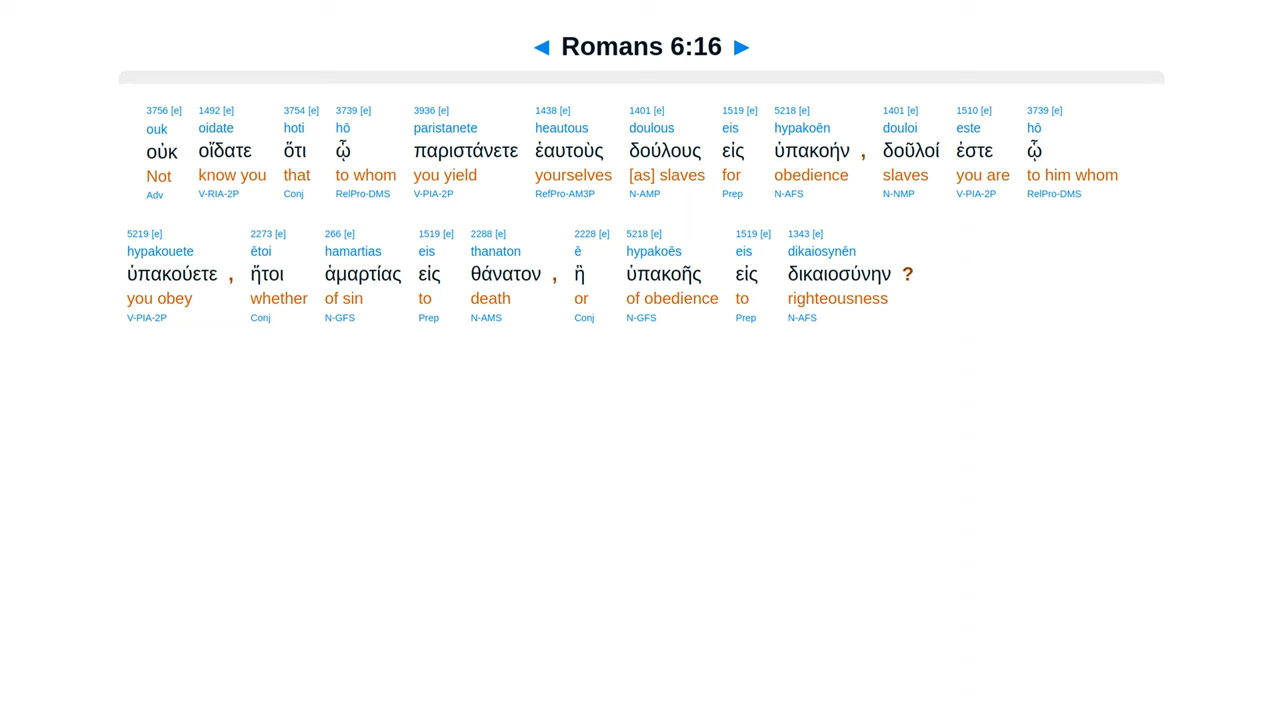 ◄ Romans 6:16 ►
3756 [e] 1492 [e] 3754 [e] 3739 [e] 3936 [e] 1438 [e] 1401 [e] 1519 [e] 5218 [e] 1401 [e] 1510 [e] 3739 [e]
ouk oidate hoti hō paristanete heautous doulous eis hypakoēn douloi este hō
οὐκ οἴδατε ὅτι ᾧ παριστάνετε ἑαυτοὺς δούλους εἰς ὑπακοήν , δοῦλοί ἐστε ᾧ
Not know you that to whom you yield yourselves [as] slaves for obedience slaves you are to him whom
Adv V-RIA-2P Conj RelPro-DMS V-PIA-2P RefPro-AM3P N-AMP Prep N-AFS N-NMP V-PIA-2P RelPro-DMS
5219 [e] 2273 [e] 266 [e] 1519 [e] 2288 [e] 2228 [e] 5218 [e] 1519 [e] 1343 [e]
hypakouete ētoi hamartias eis thanaton ē hypakoēs eis dikaiosynēn
ὑπακούετε , ἤτοι ἁμαρτίας εἰς θάνατον , ἢ ὑπακοῆς εἰς δικαιοσύνην ?
you obey whether of sin to death or of obedience to righteousness
V-PIA-2P Conj N-GFS Prep N-AMS Conj N-GFS Prep N-AFS